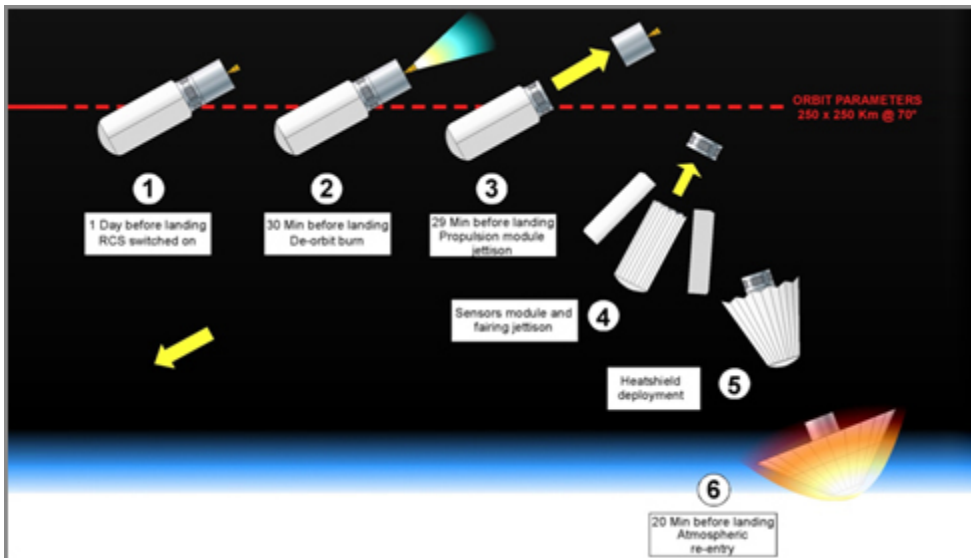 ORBIT PARAMETERS
250 x 250 Km @ 70°
1
2
3
1 Day before landing
RCS switched on
30 Min before landing
De-orbit burn
29 Min before landing
Propulsion module
jettison
Sensors module and
fairing jettison
4
Heatshield
deployment
5
6
20 Min before landing
Atmospheric
re-entry